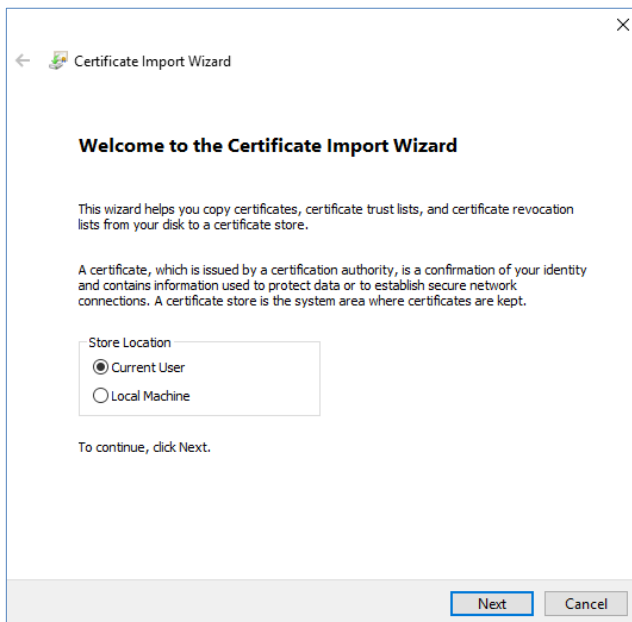 Certificate Import Wizard
Welcome to the Certificate Import Wizard
This wizard helps you copy certificates, certificate trust lists, and certificate revocation
lists from your disk to a certificate store.
A certificate, which is issued by a certification authority, is a confirmation of your identity
and contains information used to protect data or to establish secure network
connections. A certificate store is the system area where certificates are kept.
Store Location
Current User
Local Machine
To continue, click Next.
Next
Cancel